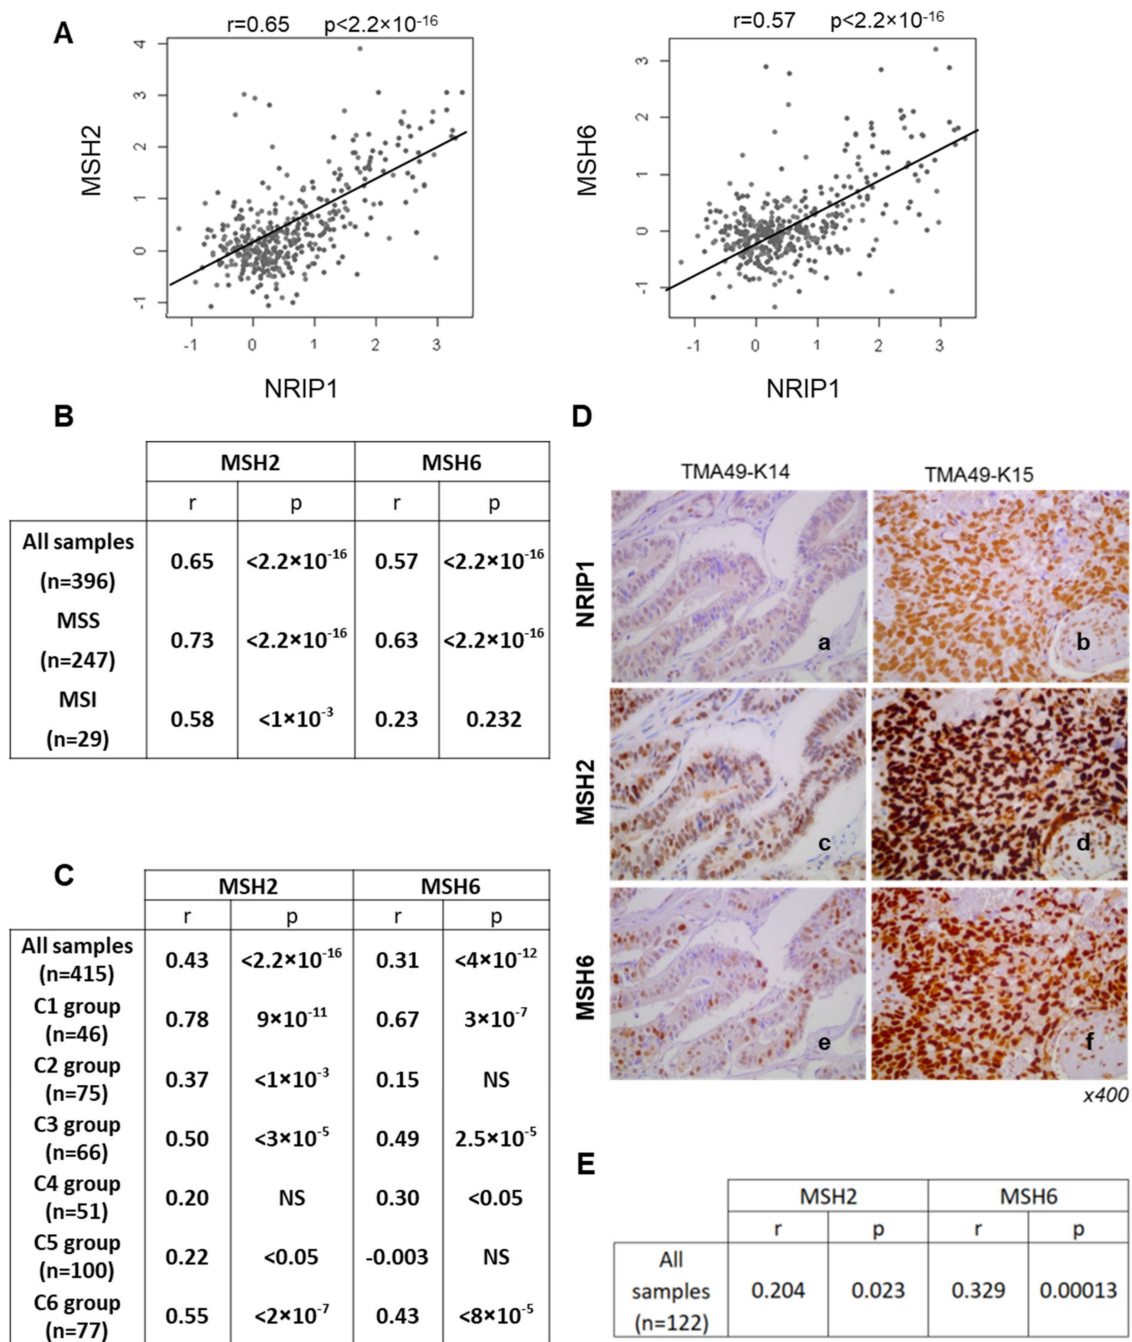 A
r=0.65 p<2.2×10-16
MSH2
4
3
2
1
0
-1
-1 0 1 2 3
NRIP1
r=0.57 p<2.2×10-16
MSH6
3
2
1
0
-1
-1 0 1 2 3
NRIP1
B
MSH2 MSH6
r p r p
All samples
(n=396) 0.65 <2.2×10-16 0.57 <2.2×10-16
MSS
(n=247) 0.73 <2.2×10-16 0.63 <2.2×10-16
MSI
(n=29) 0.58 <1×10-3 0.23 0.232
C
MSH2 MSH6
r p r p
All samples
(n=415) 0.43 <2.2×10-16 0.31 <4×10-12
C1 group
(n=46) 0.78 9×10-11 0.67 3×10-7
C2 group
(n=75) 0.37 <1×10-3 0.15 NS
C3 group
(n=66) 0.50 <3×10-5 0.49 2.5×10-5
C4 group
(n=51) 0.20 NS 0.30 <0.05
C5 group
(n=100) 0.22 <0.05 -0.003 NS
C6 group
(n=77) 0.55 <2×10-7 0.43 <8×10-5
D
TMA49-K14 TMA49-K15
NRIP1
a b
MSH2
c d
MSH6
e f
x400
E
MSH2 MSH6
r p r p
All
samples
(n=122) 0.204 0.023 0.329 0.00013